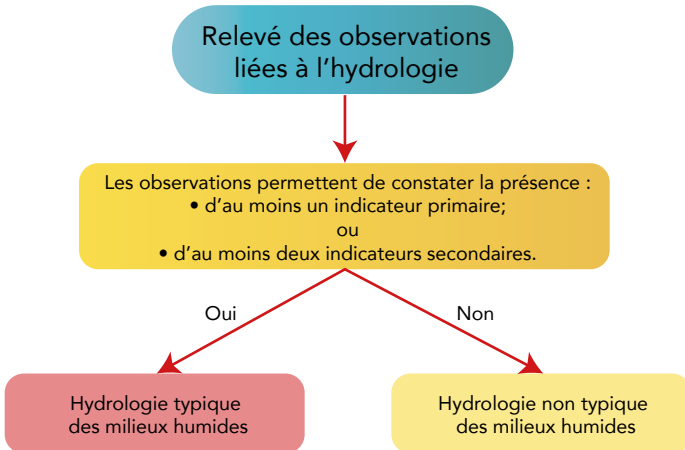 Relevé des observations
liées à l’hydrologie
Les observations permettent de constater la présence :
• d’au moins un indicateur primaire;
ou
• d’au moins deux indicateurs secondaires.
Oui
Non
Hydrologie typique
des milieux humides
Hydrologie non typique
des milieux humides